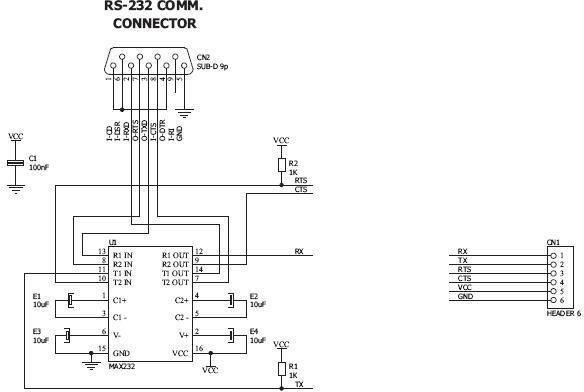 RS-232 COMM.
CONNECTOR
CN2
SUB-D 9p
1 6 2 7 3 8 4 9 5
I-CD
I-DSR
I-RXD
O-RTS
O-TXD
I-CTS
O-DTR
I-RI
GND
VCC
C1
100nF
VCC
R2
1K
RTS
CTS
U1
13 R1 IN R1 OUT 12 RX
8 R2 IN R2 OUT 9
11 T1 IN T1 OUT 14
10 T2 IN T2 OUT 7
E1
10uF
1 C1+ C2+ 4
E2
10uF
3 C1 - C2 - 5
E3
10uF
6 V- V+ 2
E4
10uF
15 GND VCC 16
MAX232
VCC
VCC
R1
1K
TX
CN1
RX 1
TX 2
RTS 3
CTS 4
VCC 5
GND 6
HEADER 6